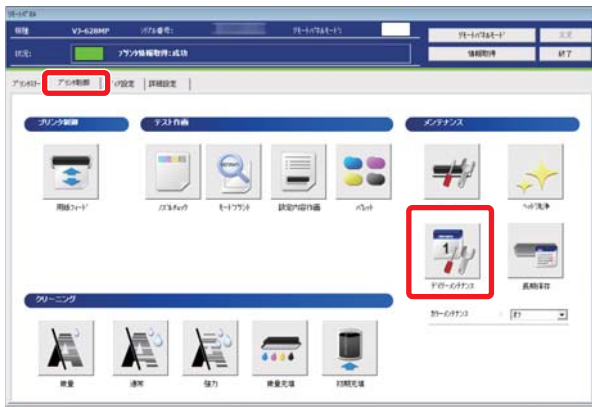 ﾘﾓｰﾄﾊﾟﾈﾙ
機種 VJ-628MP ｼﾘｱﾙ番号: ﾘﾓｰﾄﾊﾟﾈﾙﾓｰﾄﾞ: ﾘﾓｰﾄﾊﾟﾈﾙﾓｰﾄﾞ
状況: ﾌﾟﾘﾝﾀ情報取得:成功 情報取得 終了
ﾌﾟﾘﾝﾀ制御 詳細設定
プリンタ制御 テスト作画 メンテナンス
用紙ﾌｨｰﾄﾞ ﾉｽﾞﾙﾁｪｯｸ ﾓｰﾄﾞﾌﾟﾘﾝﾄ 設定内容作画 ﾊﾟﾚｯﾄ ﾍｯﾄﾞ洗浄
1
ﾃﾞｲﾘｰﾒﾝﾃﾅﾝｽ 長期保存
クリーニング
ｶﾗｰﾒﾝﾃﾅﾝｽ : ｵﾌ
微量 通常 強力 微量充填 初期充填